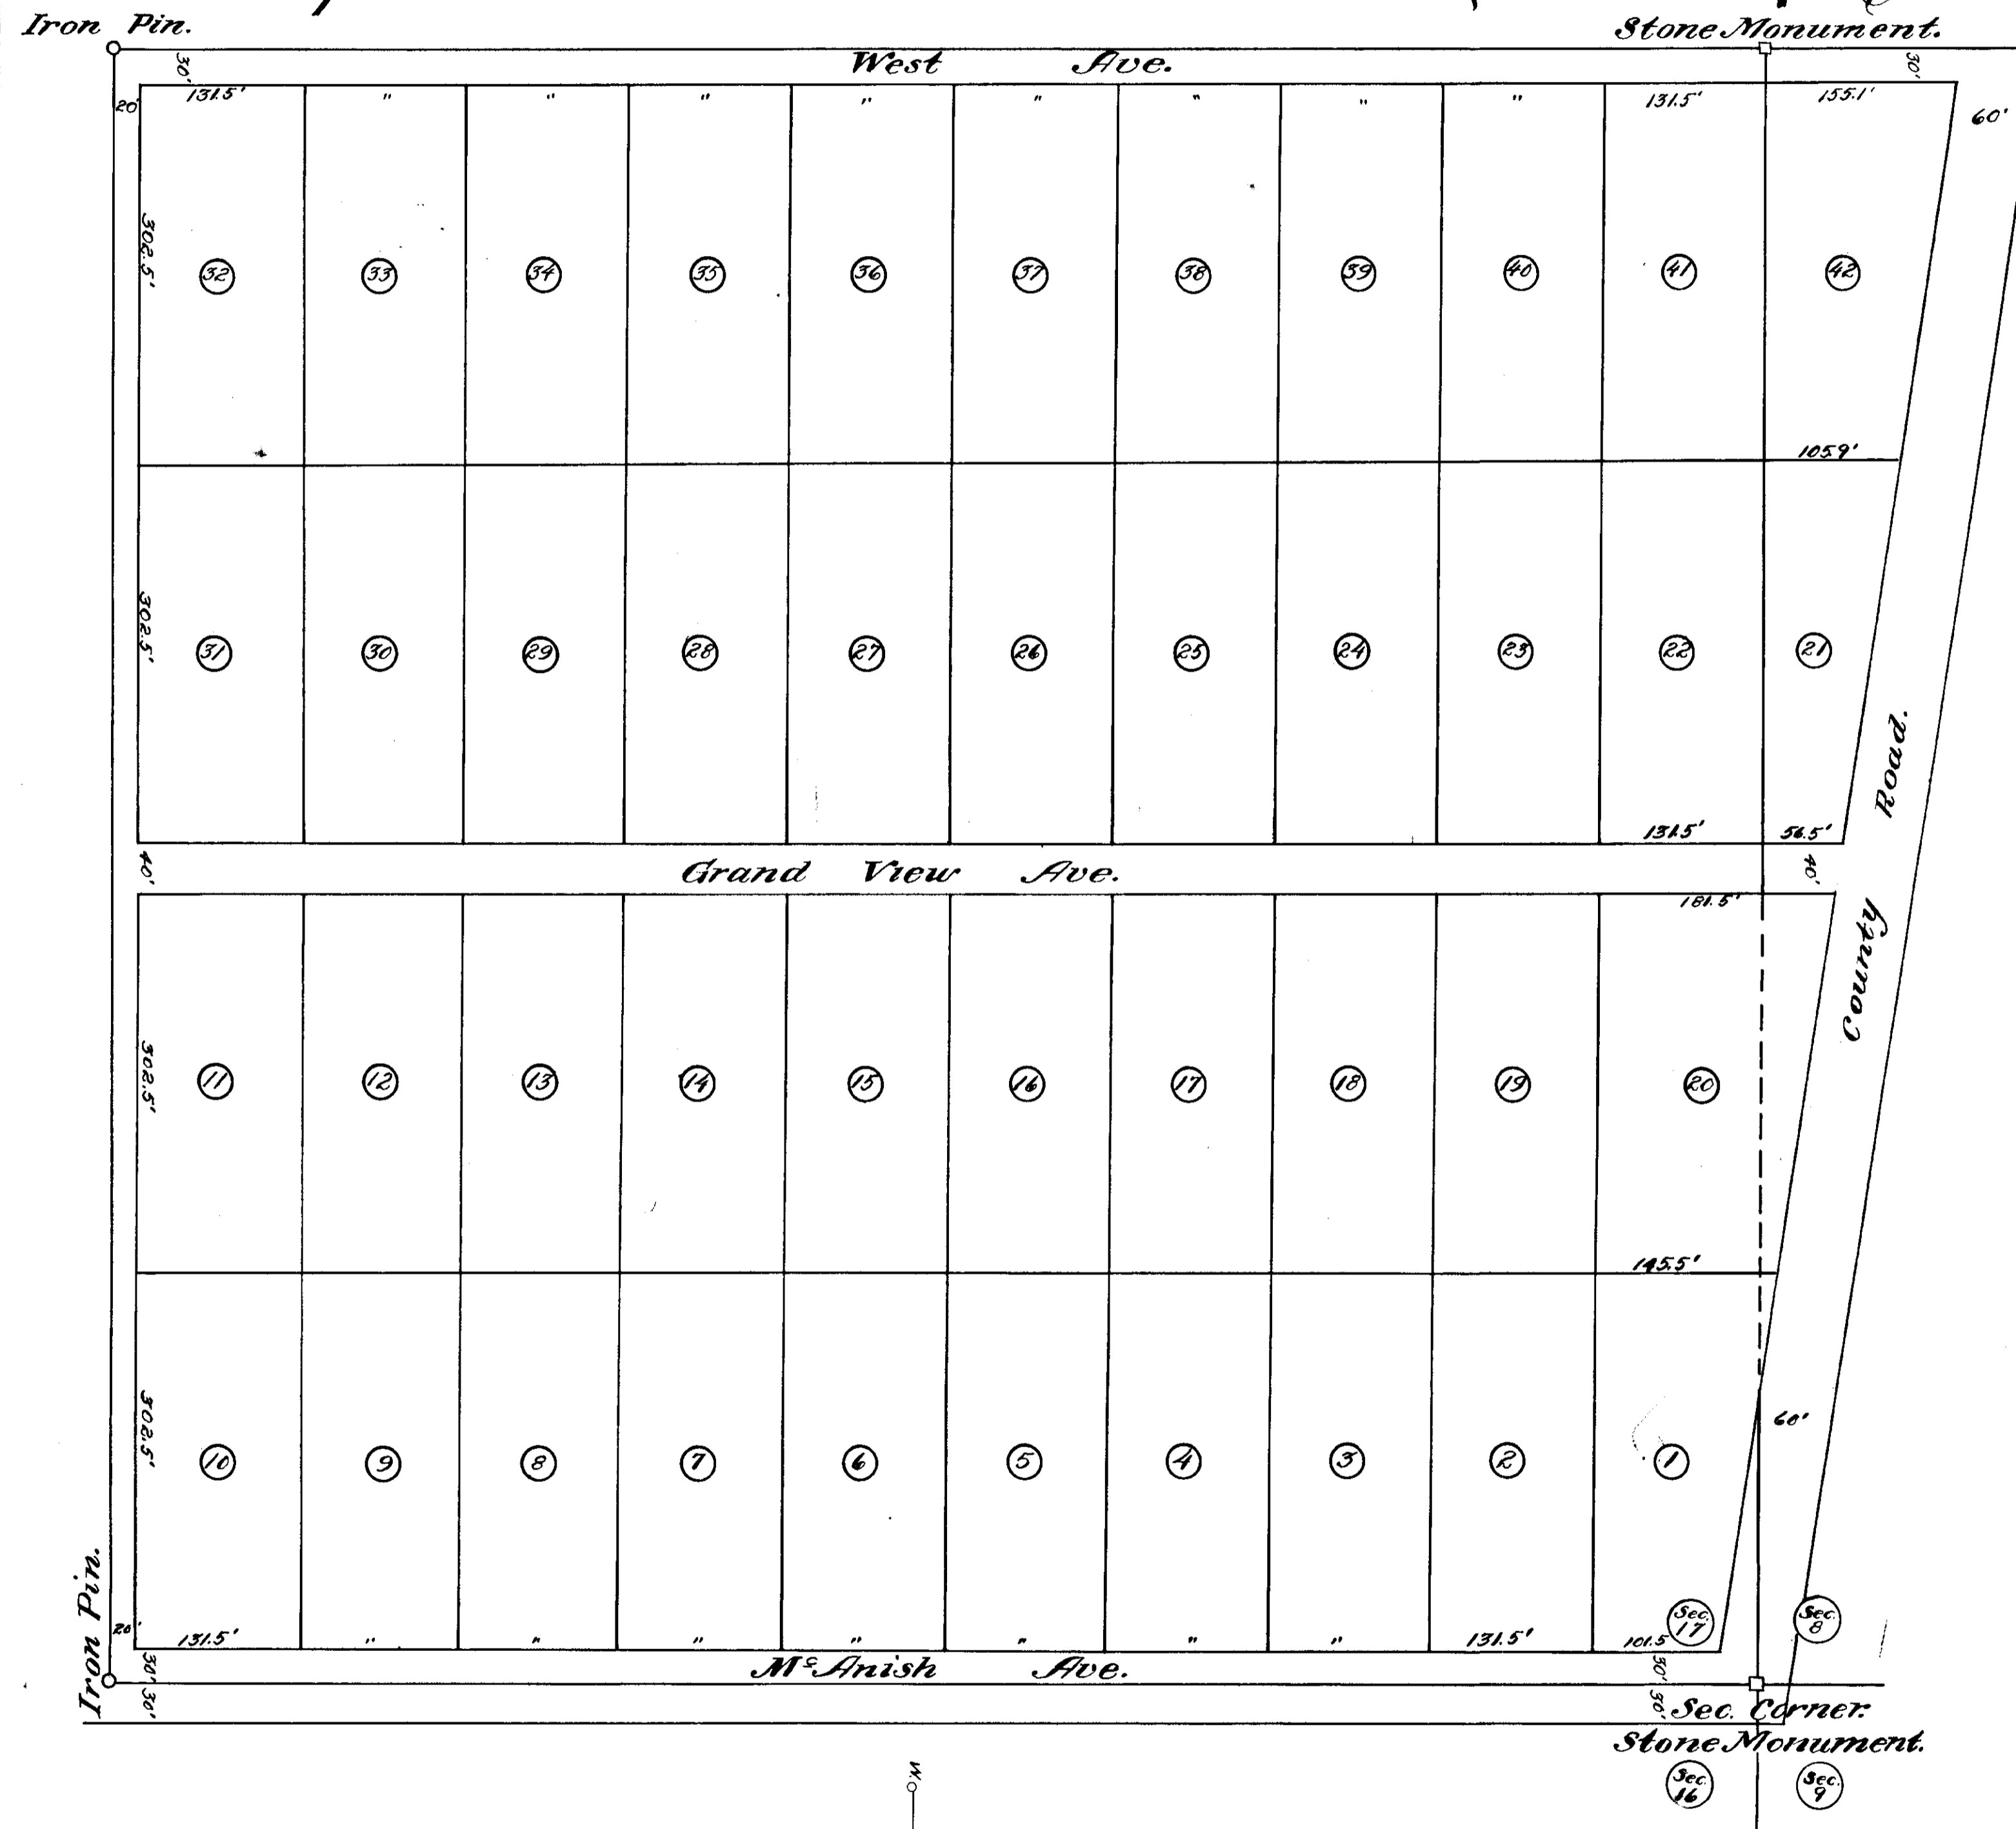 Iron Pin.
Stone Monument.
30'
West Ave.
30'
20'
131.5' " " " " " " " " 131.5' 155.1'
60'
302.5'
32 33 34 35 36 37 38 39 40 41 42
105.9'
302.5'
31 30 29 28 27 26 25 24 23 22 21
131.5' 56.5'
County Road.
40'
Grand View Ave.
40'
181.5'
302.5'
11 12 13 14 15 16 17 18 19 20
145.5'
302.5'
60'
10 9 8 7 6 5 4 3 2 1
Sec. 17
Sec. 8
Iron Pin.
20'
131.5' " " " " " " " 131.5' 101.5
30'
McAnish Ave.
30'
30'
30'
Sec. Corner.
Stone Monument.
Sec. 16
Sec. 9
W.